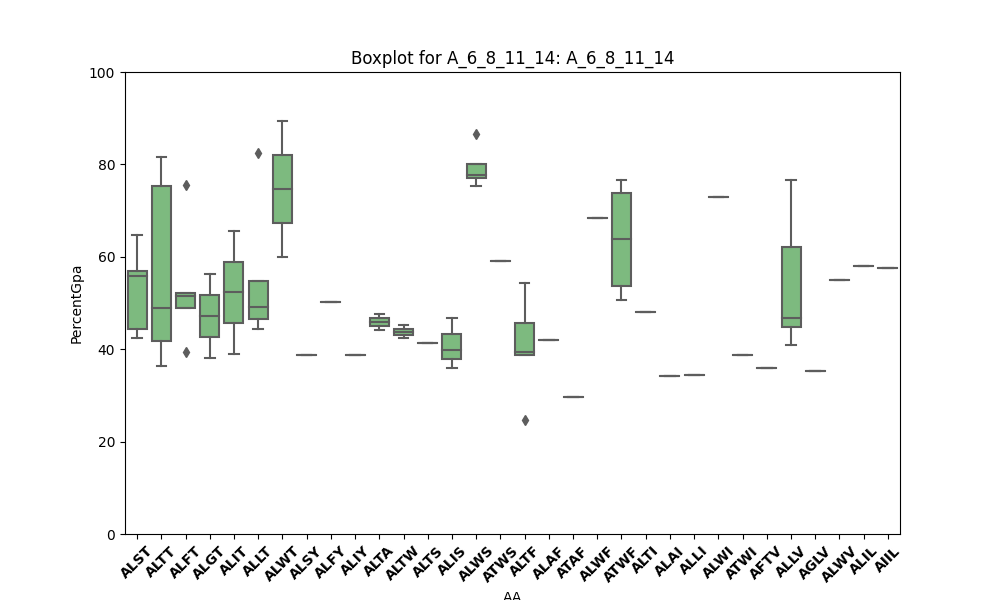 Boxplot for A_6_8_11_14: A_6_8_11_14
100
80
60
40
20
0
PercentGpa
ALST ALTT ALFT ALGT ALIT ALLT ALWT ALSY ALFY ALIY ALTA ALTW ALTS ALIS ALWS ATWS ALTF ALAF ATAF ALWF ATWF ALTI ALAI ALLI ALWI ATWI AFTV ALLV AGLV ALWV ALIL AIIL
AA